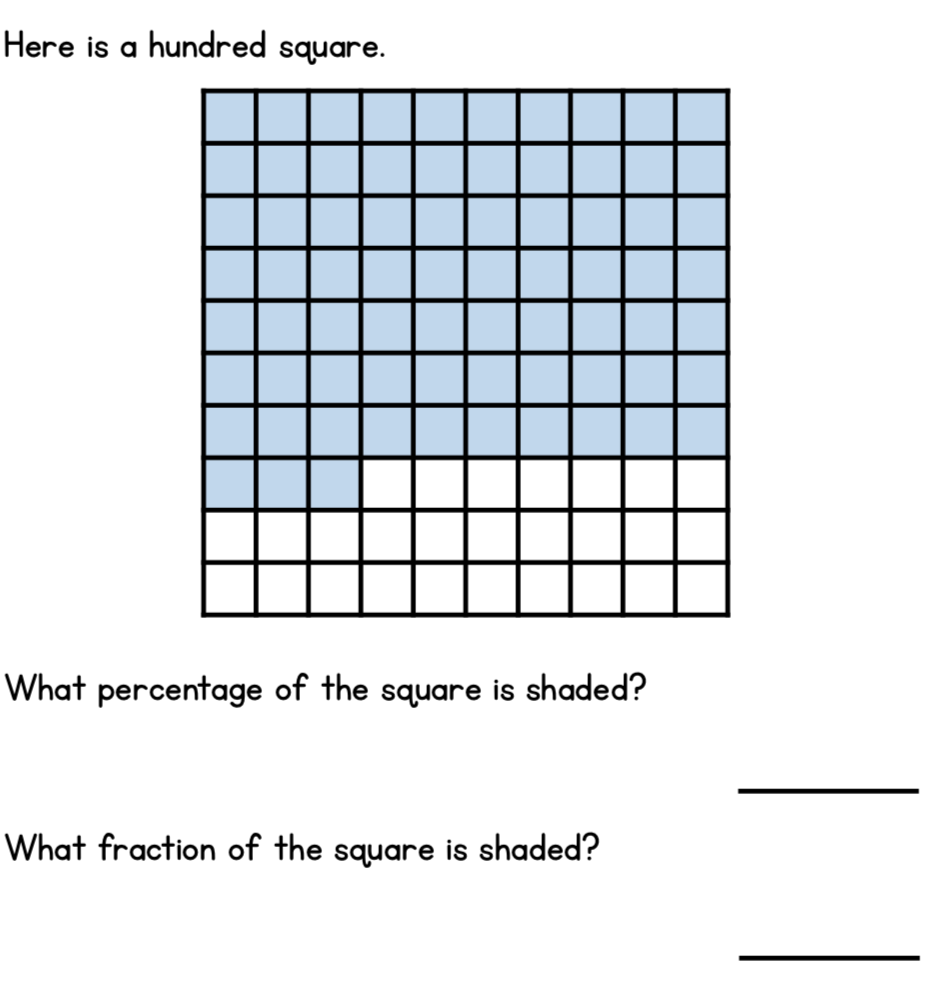 Here is a hundred square.
What percentage of the square is shaded?
What fraction of the square is shaded?